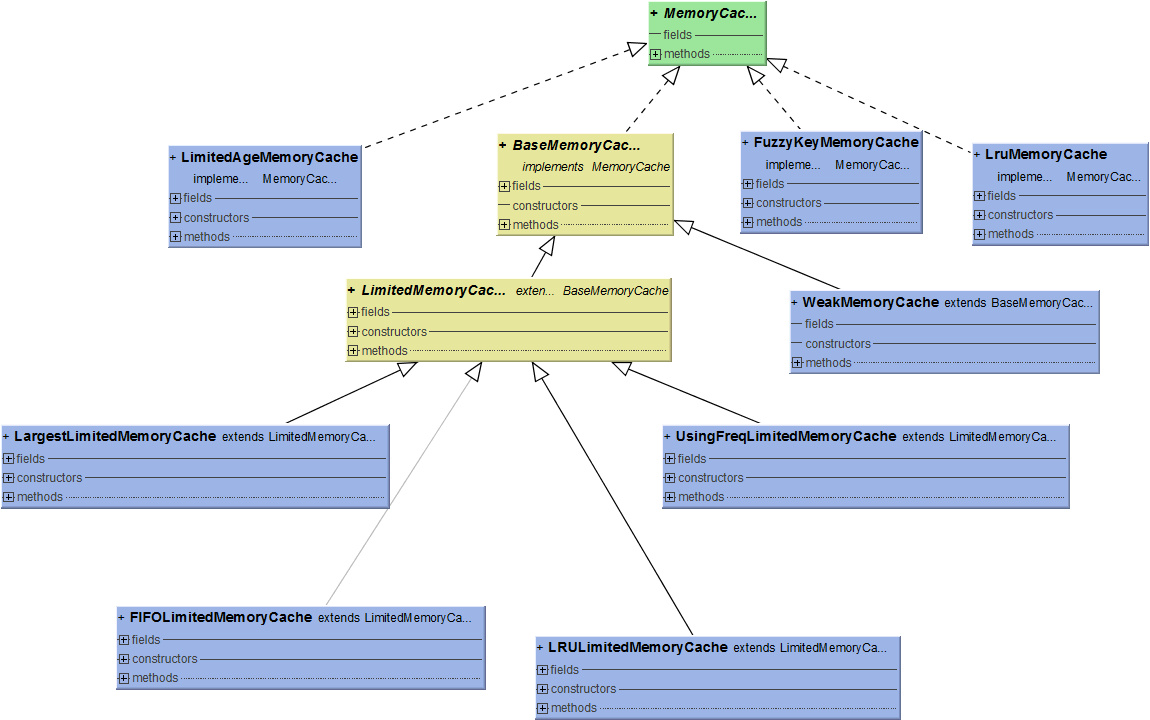 + MemoryCac...
fields
methods
+ LimitedAgeMemoryCache
impleme... MemoryCac...
fields
constructors
methods
+ BaseMemoryCac...
implements MemoryCache
fields
constructors
methods
+ FuzzyKeyMemoryCache
impleme... MemoryCac...
fields
constructors
methods
+ LruMemoryCache
impleme... MemoryCac...
fields
constructors
methods
+ LimitedMemoryCac... exten... BaseMemoryCache
fields
constructors
methods
+ WeakMemoryCache extends BaseMemoryCac...
fields
constructors
methods
+ LargestLimitedMemoryCache extends LimitedMemoryCa...
fields
constructors
methods
+ UsingFreqLimitedMemoryCache extends LimitedMemoryCa...
fields
constructors
methods
+ FIFOLimitedMemoryCache extends LimitedMemoryCa...
fields
constructors
methods
+ LRULimitedMemoryCache extends LimitedMemoryCa...
fields
constructors
methods